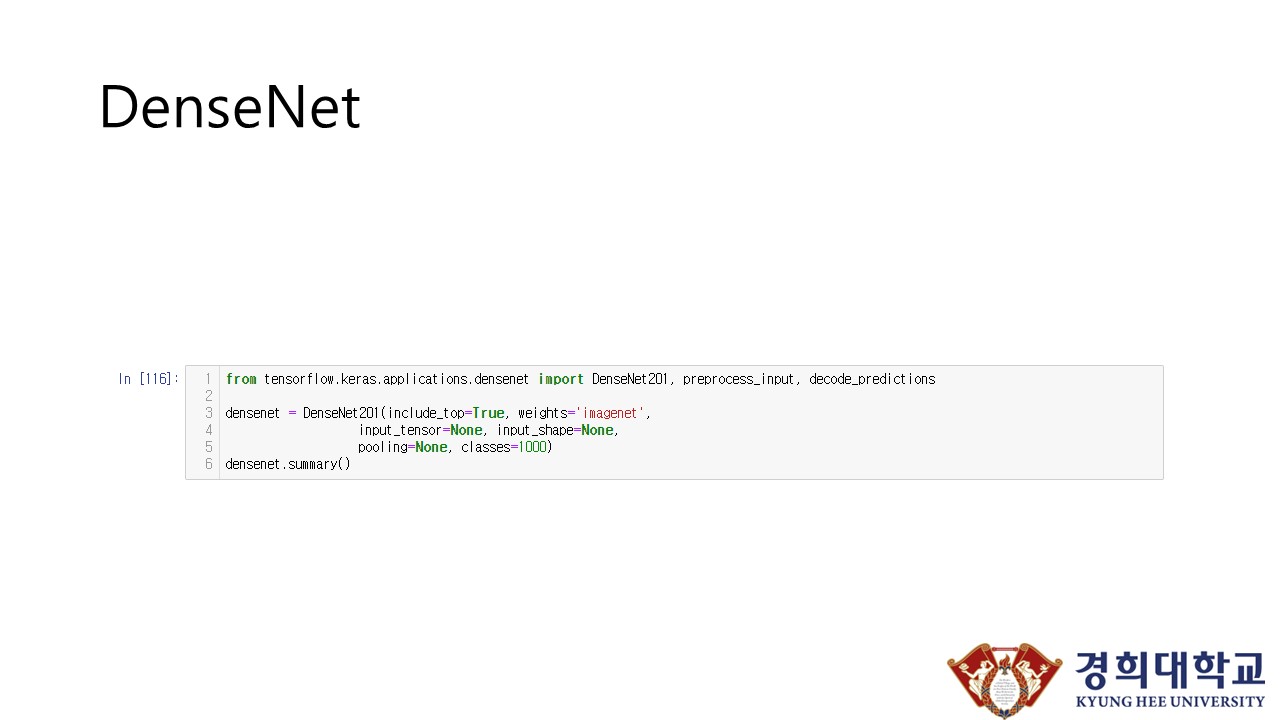 DenseNet
In [116]:
1 from tensorflow.keras.applications.densenet import DenseNet201, preprocess_input, decode_predictions
2
3 densenet = DenseNet201(include_top=True, weights='imagenet',
4 input_tensor=None, input_shape=None,
5 pooling=None, classes=1000)
6 densenet.summary()
경희대학교
KYUNG HEE UNIVERSITY